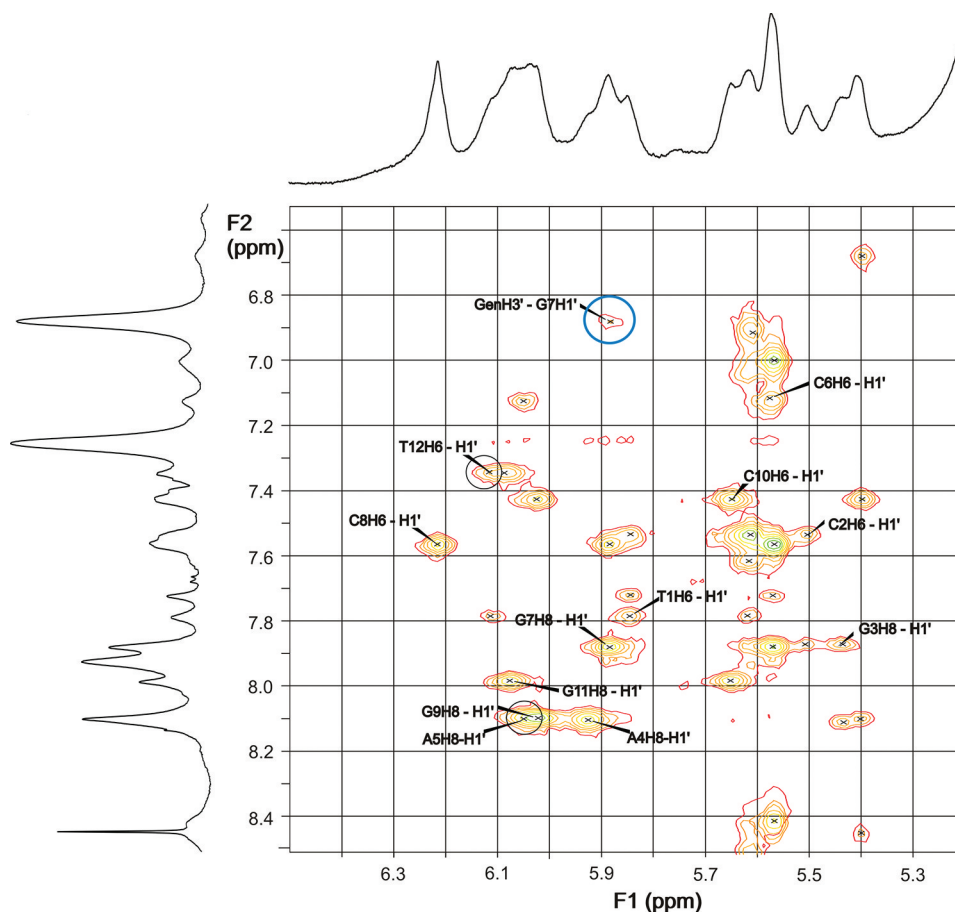 F2
(ppm)
6.8
7.0
7.2
7.4
7.6
7.8
8.0
8.2
8.4
GenH3' - G7H1'
C6H6 - H1'
T12H6 - H1'
C10H6 - H1'
C8H6 - H1'
C2H6 - H1'
T1H6 - H1'
G7H8 - H1'
G3H8 - H1'
G11H8 - H1'
G9H8 - H1'
A5H8-H1'
A4H8-H1'
6.3
6.1
5.9
5.7
5.5
5.3
F1 (ppm)